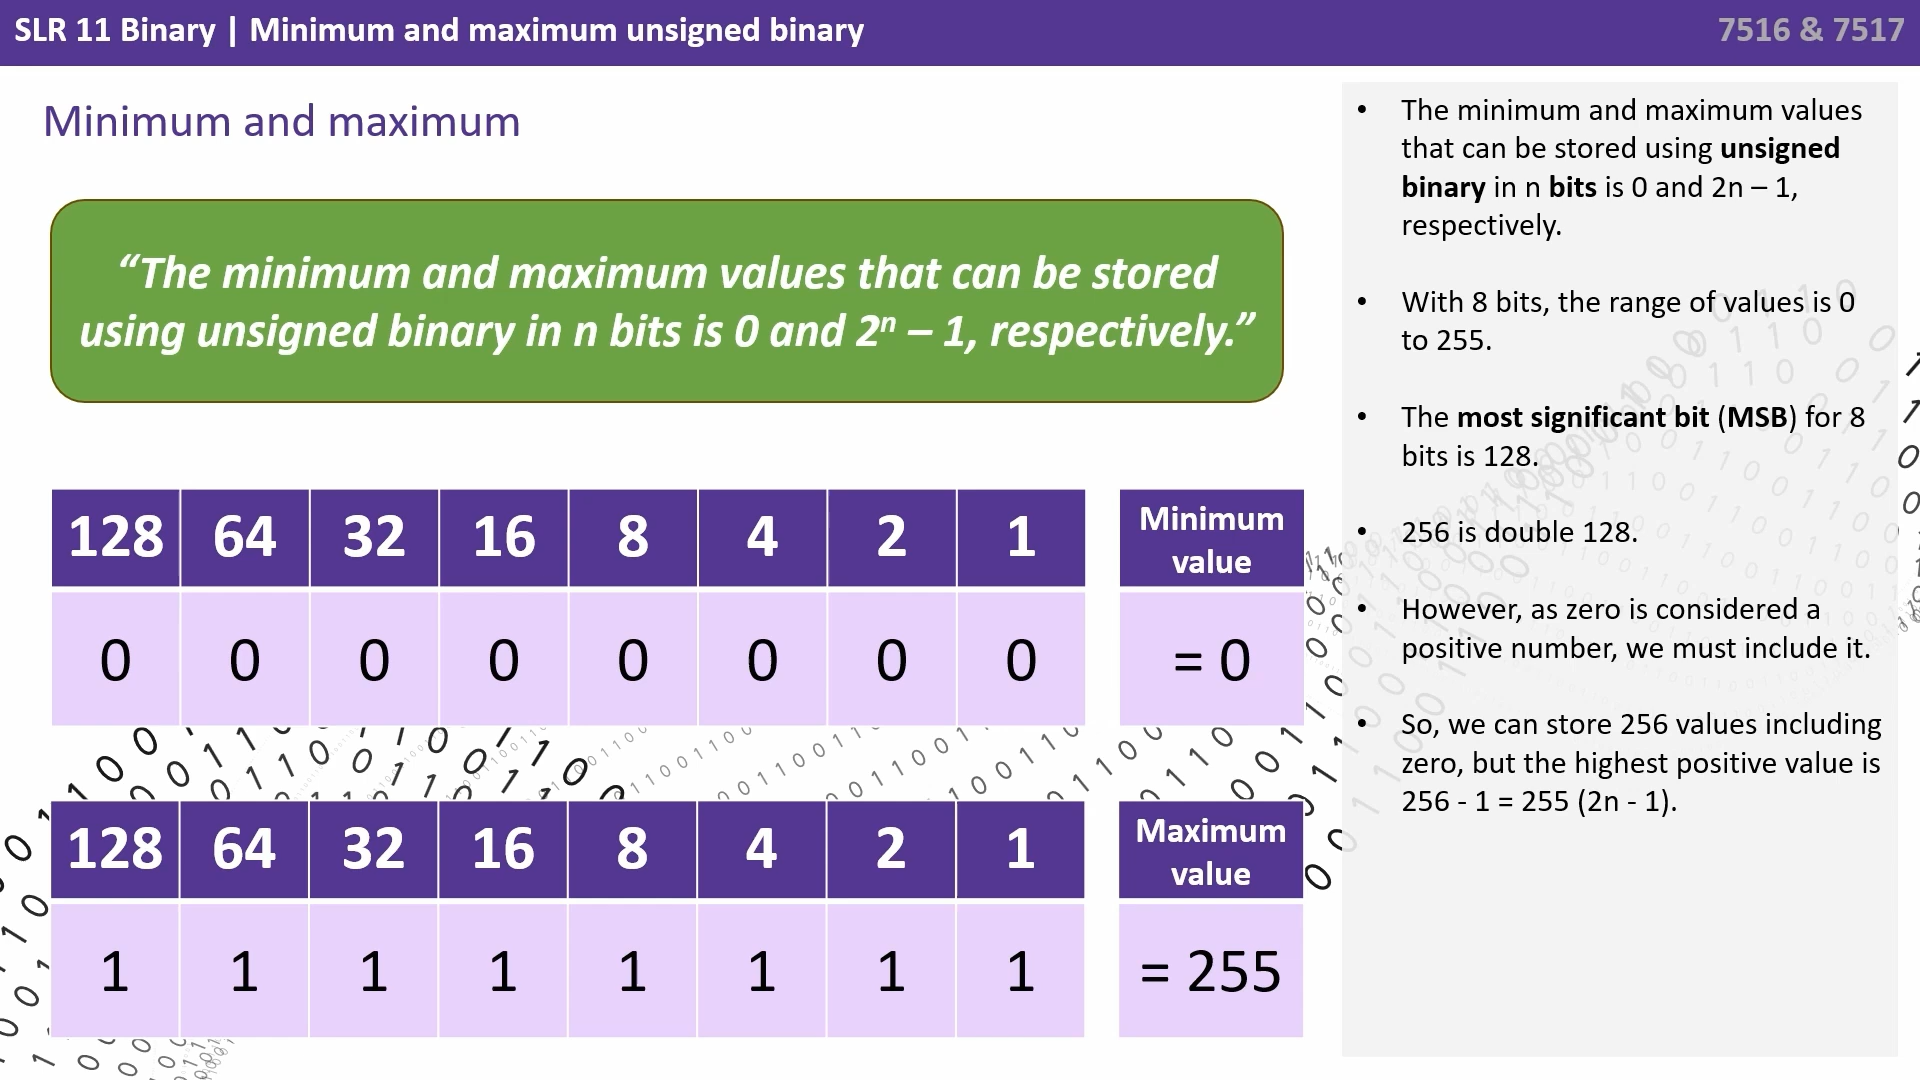 SLR 11 Binary | Minimum and maximum unsigned binary
7516 & 7517
Minimum and maximum
“The minimum and maximum values that can be stored
using unsigned binary in n bits is 0 and 2ⁿ – 1, respectively.”
128 64 32 16 8 4 2 1
Minimum
value
0 0 0 0 0 0 0 0
= 0
128 64 32 16 8 4 2 1
Maximum
value
1 1 1 1 1 1 1 1
= 255
• The minimum and maximum values
that can be stored using unsigned
binary in n bits is 0 and 2n – 1,
respectively.
• With 8 bits, the range of values is 0
to 255.
• The most significant bit (MSB) for 8
bits is 128.
• 256 is double 128.
• However, as zero is considered a
positive number, we must include it.
• So, we can store 256 values including
zero, but the highest positive value is
256 - 1 = 255 (2n - 1).